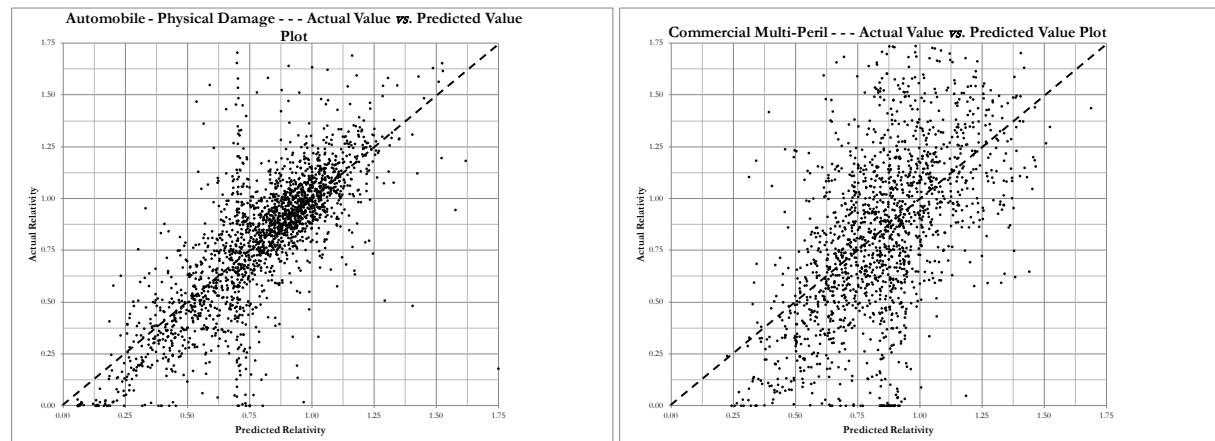 Automobile - Physical Damage - - - Actual Value vs. Predicted Value
Plot
1.75
1.50
1.25
1.00
0.75
0.50
0.25
0.00
Actual Relativity
0.00 0.25 0.50 0.75 1.00 1.25 1.50 1.75
Predicted Relativity
Commercial Multi-Peril - - - Actual Value vs. Predicted Value Plot
1.75
1.50
1.25
1.00
0.75
0.50
0.25
0.00
Actual Relativity
0.00 0.25 0.50 0.75 1.00 1.25 1.50 1.75
Predicted Relativity